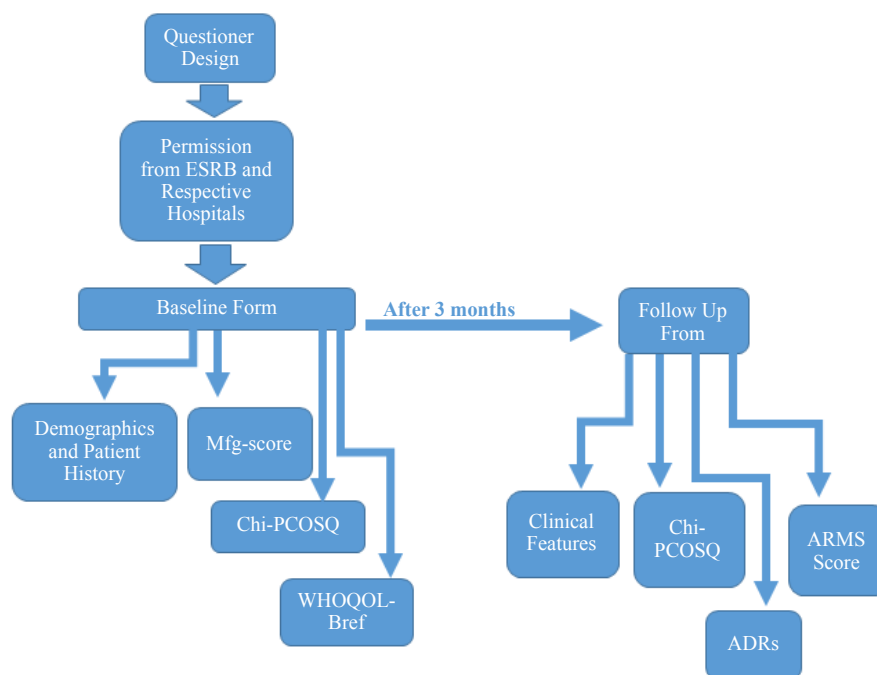 Questioner
Design
Permission
from ESRB and
Respective
Hospitals
Baseline Form
After 3 months
Follow Up
From
Demographics
and Patient
History
Mfg-score
Chi-PCOSQ
WHOQOL-
Bref
Clinical
Features
Chi-
PCOSQ
ADRs
ARMS
Score